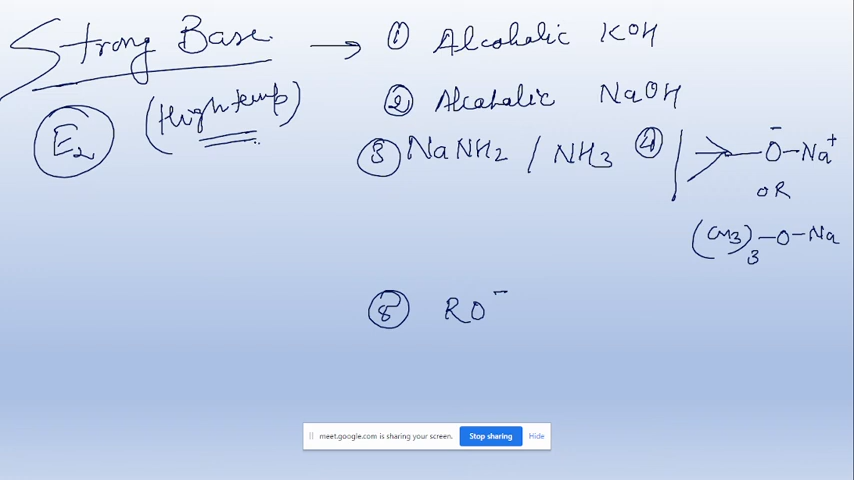 Strong Base → ① Alcoholic KOH
E₂ (High temp) ② Alcoholic NaOH
③ NaNH₂ / NH₃ ④ >—O⁻—Na⁺
OR
(CH₃)₃—O—Na
⑤ RO⁻
meet.google.com is sharing your screen. Stop sharing Hide